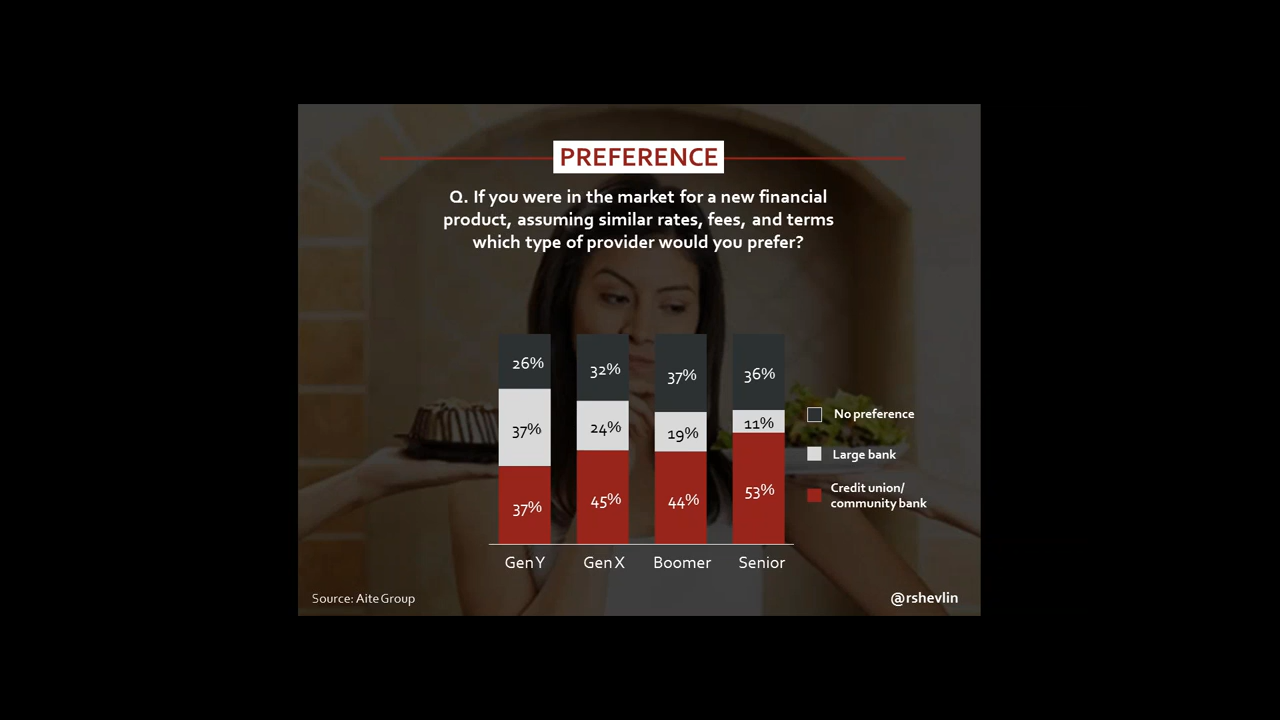 PREFERENCE
Q. If you were in the market for a new financial
product, assuming similar rates, fees, and terms
which type of provider would you prefer?
26%
32%
37%
36%
37%
24%
19%
11%
37%
45%
44%
53%
No preference
Large bank
Credit union/
community bank
Gen Y
Gen X
Boomer
Senior
Source: Aite Group
@rshevlin